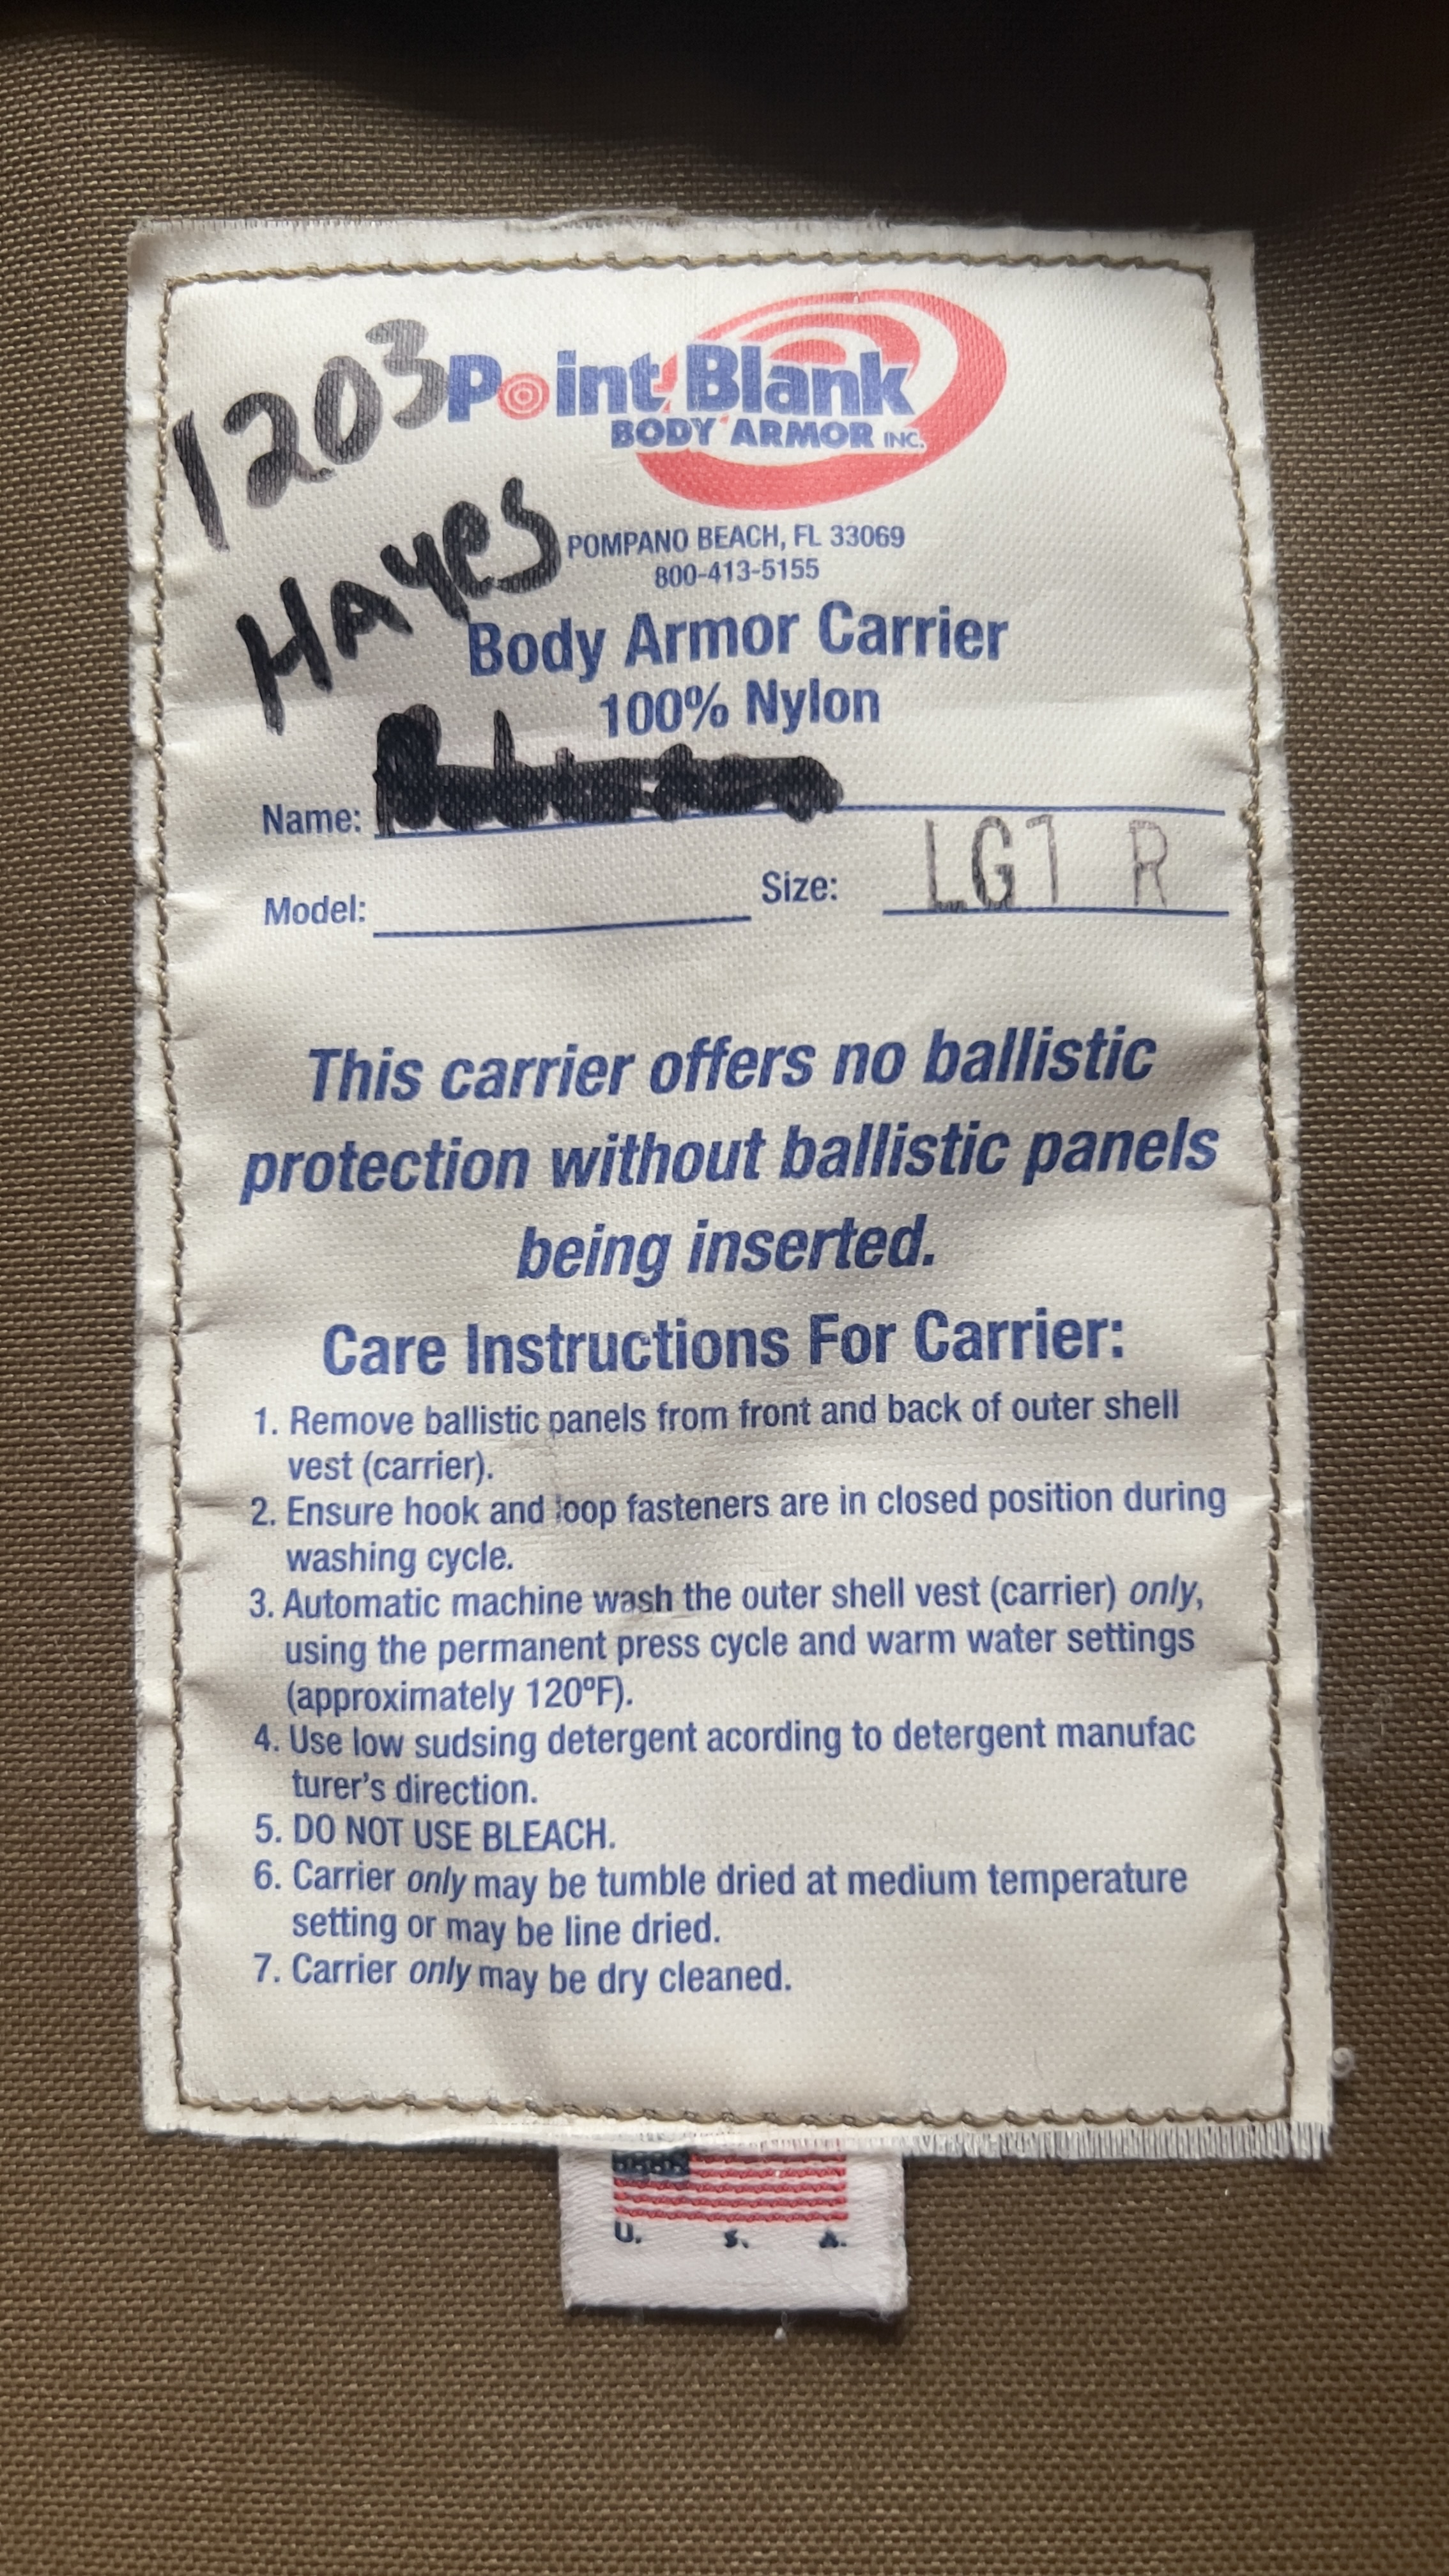 1203
Point Blank
BODY ARMOR INC.
Hayes
POMPANO BEACH, FL 33069
800-413-5155
Body Armor Carrier
100% Nylon
Name:
Model: Size: LG7 R
This carrier offers no ballistic
protection without ballistic panels
being inserted.
Care Instructions For Carrier:
1. Remove ballistic panels from front and back of outer shell
vest (carrier).
2. Ensure hook and loop fasteners are in closed position during
washing cycle.
3. Automatic machine wash the outer shell vest (carrier) only,
using the permanent press cycle and warm water settings
(approximately 120ºF).
4. Use low sudsing detergent acording to detergent manufac
turer's direction.
5. DO NOT USE BLEACH.
6. Carrier only may be tumble dried at medium temperature
setting or may be line dried.
7. Carrier only may be dry cleaned.
U. S. A.